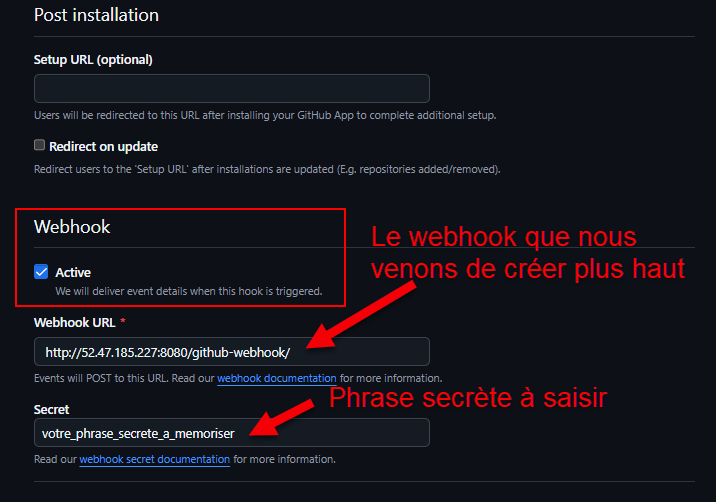 Post installation
Setup URL (optional)
Users will be redirected to this URL after installing your GitHub App to complete additional setup.
Redirect on update
Redirect users to the 'Setup URL' after installations are updated (E.g. repositories added/removed).
Webhook
Le webhook que nous
venons de créer plus haut
Active
We will deliver event details when this hook is triggered.
Webhook URL *
http://52.47.185.227:8080/github-webhook/
Events will POST to this URL. Read our webhook documentation for more information.
Phrase secrète à saisir
Secret
votre_phrase_secrete_a_memoriser
Read our webhook secret documentation for more information.